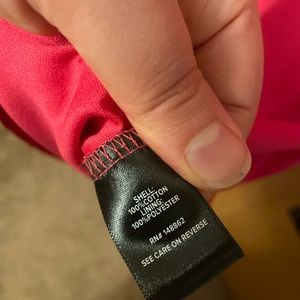 SHELL:
100%COTTON
LINING:
100%POLYESTER
RN# 148862
SEE CARE ON REVERSE